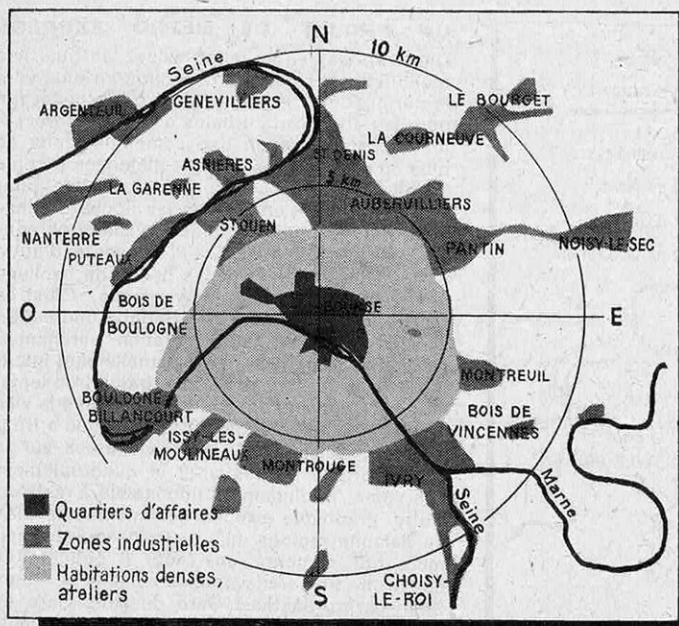 N
10 km
Seine
ARGENTEUIL
GENEVILLIERS
LE BOURGET
LA COURNEUVE
ST DENIS
ASNIÈRES
LA GARENNE
5 km
AUBERVILLIERS
ST OUEN
NANTERRE
PUTEAUX
PANTIN
NOISY-LE-SEC
BOIS DE
BOULOGNE
O
BOURSE
E
MONTREUIL
BOULOGNE
BILLANCOURT
BOIS DE
VINCENNES
ISSY-LES-
MOULINEAUX
MONTROUGE
IVRY
Marne
Seine
Quartiers d'affaires
Zones industrielles
Habitations denses,
ateliers
CHOISY-
LE-ROI
S